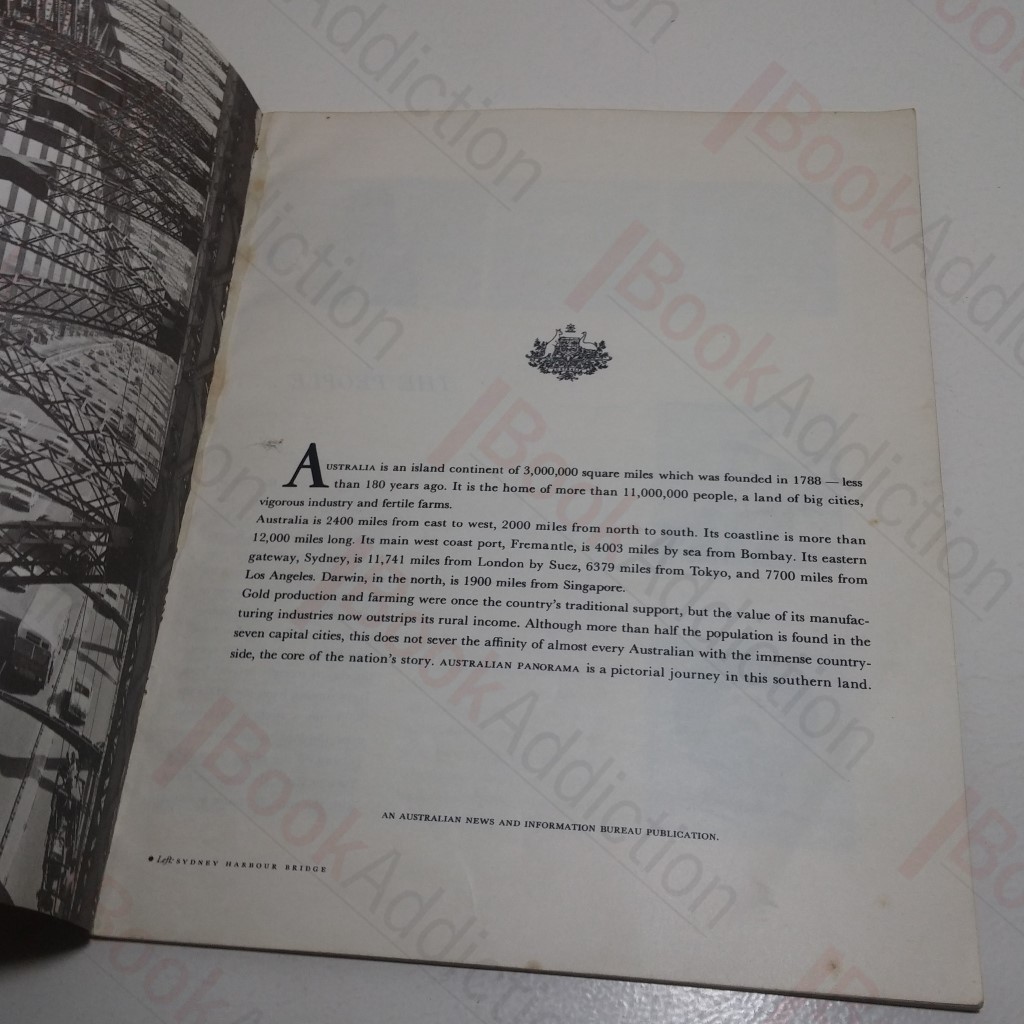 AUSTRALIA is an island continent of 3,000,000 square miles which was founded in 1788 — less
than 180 years ago. It is the home of more than 11,000,000 people, a land of big cities,
vigorous industry and fertile farms.
Australia is 2400 miles from east to west, 2000 miles from north to south. Its coastline is more than
12,000 miles long. Its main west coast port, Fremantle, is 4003 miles by sea from Bombay. Its eastern
gateway, Sydney, is 11,741 miles from London by Suez, 6379 miles from Tokyo, and 7700 miles from
Los Angeles. Darwin, in the north, is 1900 miles from Singapore.
Gold production and farming were once the country's traditional support, but the value of its manufac-
turing industries now outstrips its rural income. Although more than half the population is found in the
seven capital cities, this does not sever the affinity of almost every Australian with the immense country-
side, the core of the nation's story. AUSTRALIAN PANORAMA is a pictorial journey in this southern land.
AN AUSTRALIAN NEWS AND INFORMATION BUREAU PUBLICATION.
● Left: SYDNEY HARBOUR BRIDGE
BookAddiction
BookAddiction
BookAddiction
BookAddiction